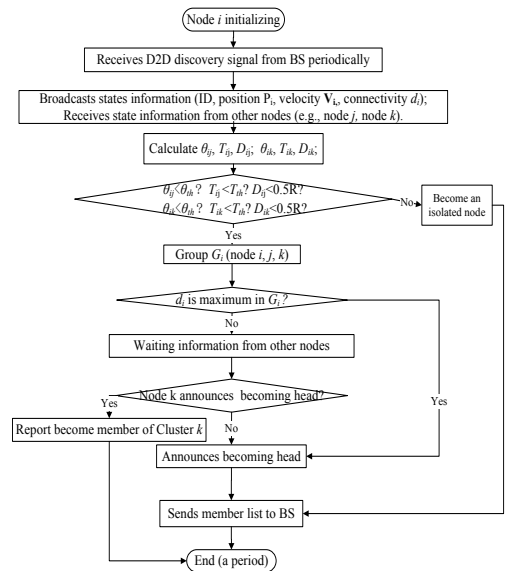 Node i initializing
Receives D2D discovery signal from BS periodically
Broadcasts states information (ID, position Pi, velocity Vi, connectivity di);
Receives state information from other nodes (e.g., node j, node k).
Calculate θij, Tij, Dij; θik, Tik, Dik;
θij<θth? Tij<Tth? Dij<0.5R?
θik<θth? Tik<Tth? Dik<0.5R?
No
Become an
isolated node
Yes
Group Gi (node i, j, k)
di is maximum in Gi?
No
Waiting information from other nodes
Node k announces becoming head?
Yes
Yes
Report become member of Cluster k
No
Announces becoming head
Sends member list to BS
End (a period)